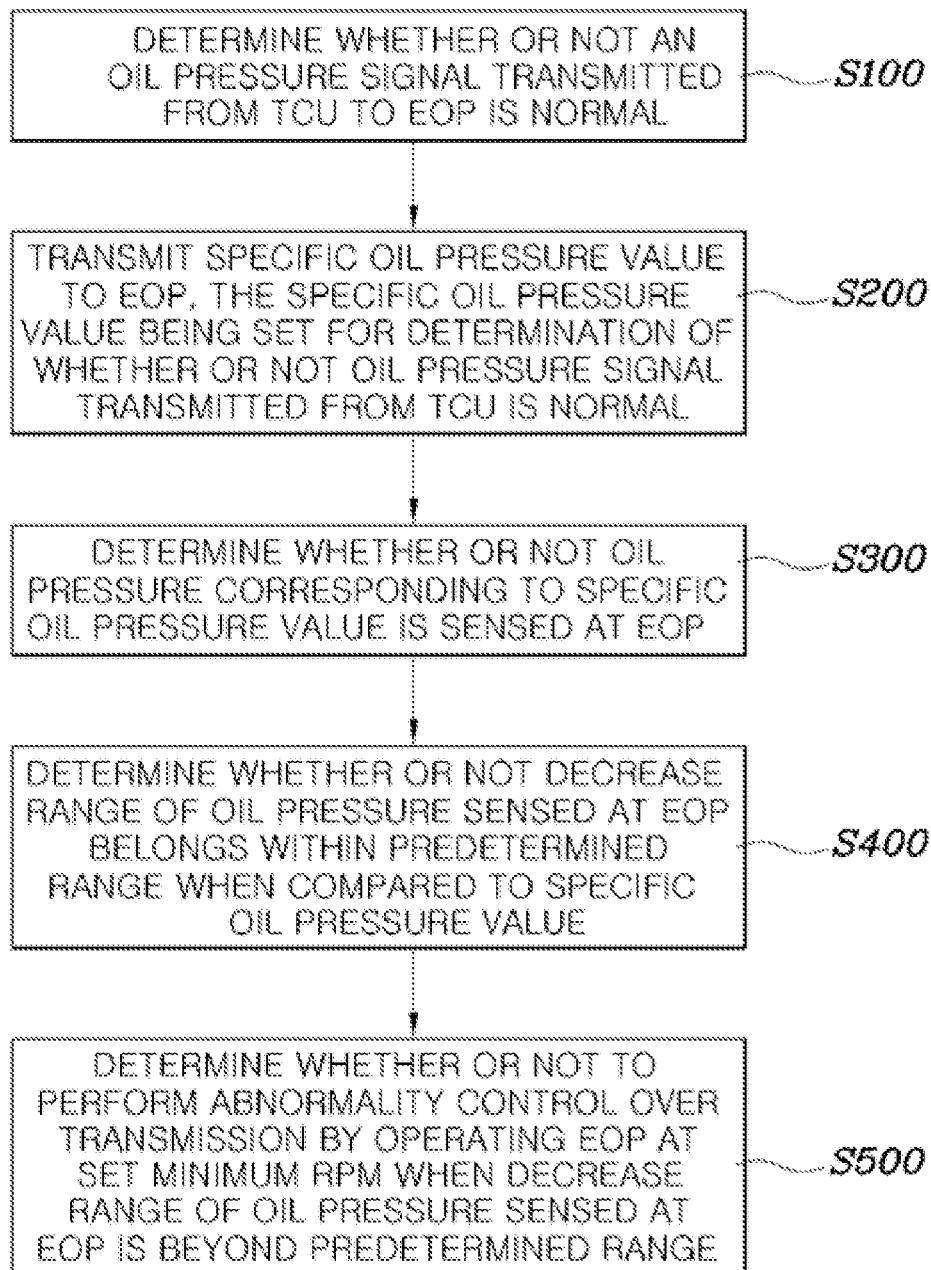 DETERMINE WHETHER OR NOT AN
OIL PRESSURE SIGNAL TRANSMITTED
FROM TCU TO EOP IS NORMAL
S100
TRANSMIT SPECIFIC OIL PRESSURE VALUE
TO EOP, THE SPECIFIC OIL PRESSURE
VALUE BEING SET FOR DETERMINATION OF
WHETHER OR NOT OIL PRESSURE SIGNAL
TRANSMITTED FROM TCU IS NORMAL
S200
DETERMINE WHETHER OR NOT OIL
PRESSURE CORRESPONDING TO SPECIFIC
OIL PRESSURE VALUE IS SENSED AT EOP
S300
DETERMINE WHETHER OR NOT DECREASE
RANGE OF OIL PRESSURE SENSED AT EOP
BELONGS WITHIN PREDETERMINED
RANGE WHEN COMPARED TO SPECIFIC
OIL PRESSURE VALUE
S400
DETERMINE WHETHER OR NOT TO
PERFORM ABNORMALITY CONTROL OVER
TRANSMISSION BY OPERATING EOP AT
SET MINIMUM RPM WHEN DECREASE
RANGE OF OIL PRESSURE SENSED AT
EOP IS BEYOND PREDETERMINED RANGE
S500